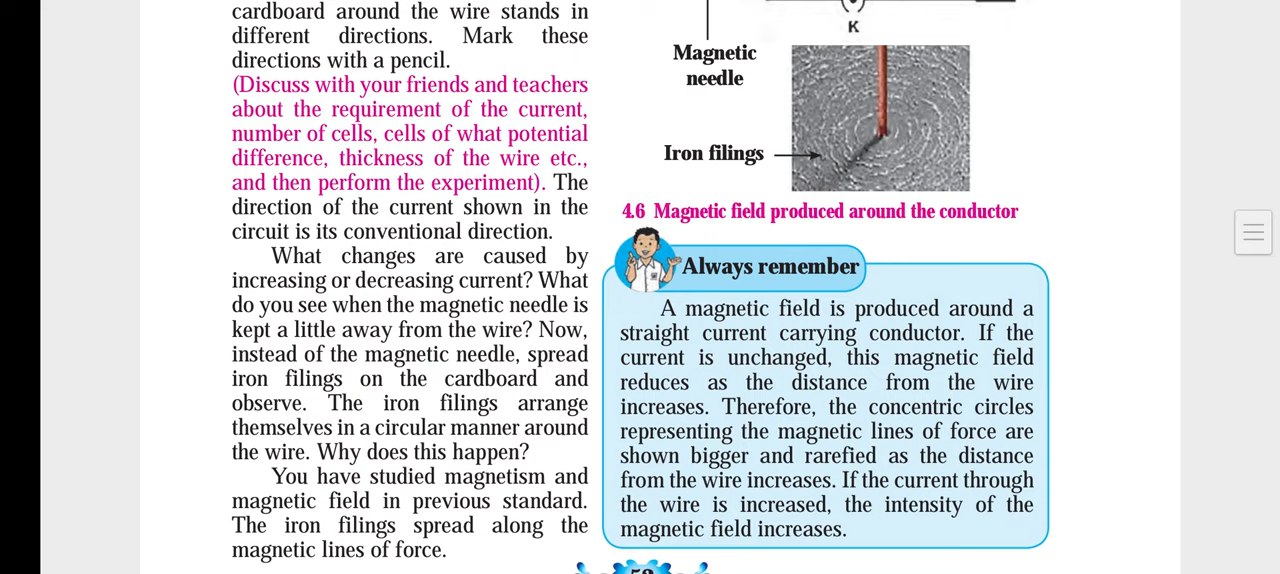 cardboard around the wire stands in
different directions. Mark these
directions with a pencil.
(Discuss with your friends and teachers
about the requirement of the current,
number of cells, cells of what potential
difference, thickness of the wire etc.,
and then perform the experiment). The
direction of the current shown in the
circuit is its conventional direction.
What changes are caused by
increasing or decreasing current? What
do you see when the magnetic needle is
kept a little away from the wire? Now,
instead of the magnetic needle, spread
iron filings on the cardboard and
observe. The iron filings arrange
themselves in a circular manner around
the wire. Why does this happen?
You have studied magnetism and
magnetic field in previous standard.
The iron filings spread along the
magnetic lines of force.
K
Magnetic
needle
Iron filings
4.6 Magnetic field produced around the conductor
Always remember
A magnetic field is produced around a
straight current carrying conductor. If the
current is unchanged, this magnetic field
reduces as the distance from the wire
increases. Therefore, the concentric circles
representing the magnetic lines of force are
shown bigger and rarefied as the distance
from the wire increases. If the current through
the wire is increased, the intensity of the
magnetic field increases.